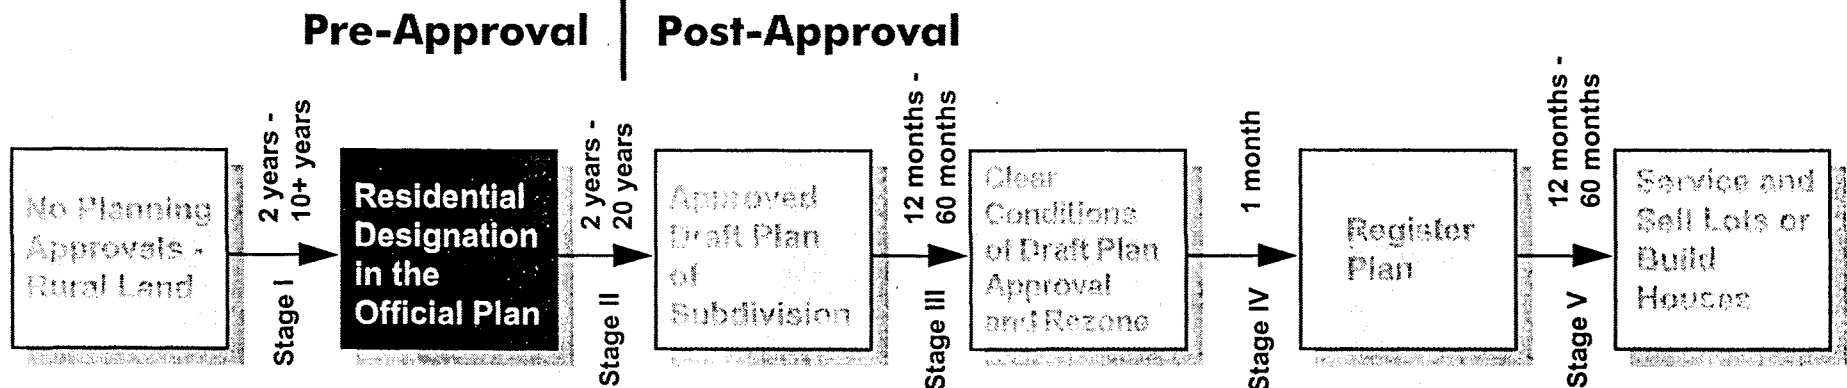 Pre-Approval
Post-Approval
No Planning
Approvals -
Rural Land
2 years -
10+ years
Stage I
Residential
Designation
in the
Official Plan
2 years -
20 years
Stage II
Approved
Draft Plan
of
Subdivision
12 months -
60 months
Stage III
Clear
Conditions
of Draft Plan
Approval
and Rezone
1 month
Stage IV
Register
Plan
12 months -
60 months
Stage V
Service and
Sell Lots or
Build
Houses